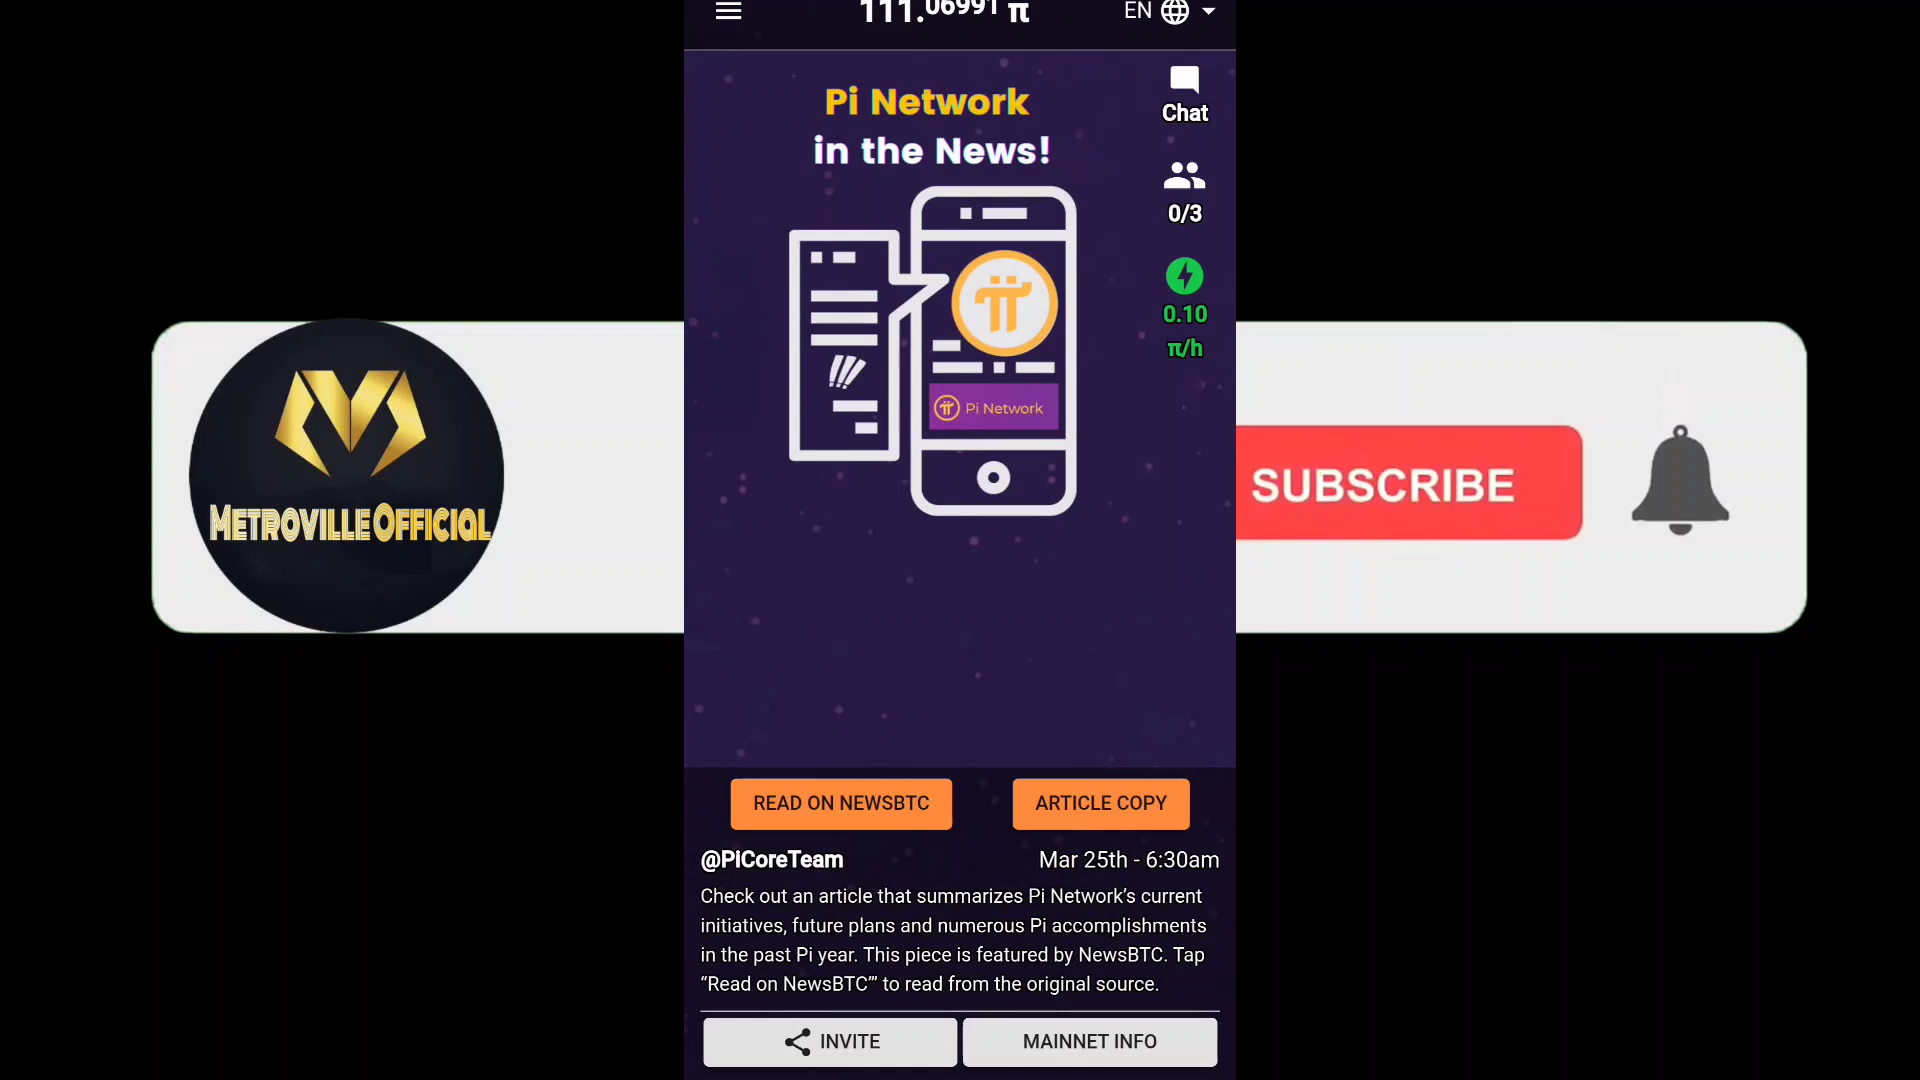 111.06991 π
EN
Pi Network
in the News!
Chat
0/3
0.10
π/h
Pi Network
METROVILLE OFFICIAL
SUBSCRIBE
READ ON NEWSBTC
ARTICLE COPY
@PiCoreTeam
Mar 25th - 6:30am
Check out an article that summarizes Pi Network’s current
initiatives, future plans and numerous Pi accomplishments
in the past Pi year. This piece is featured by NewsBTC. Tap
“Read on NewsBTC”’ to read from the original source.
INVITE
MAINNET INFO